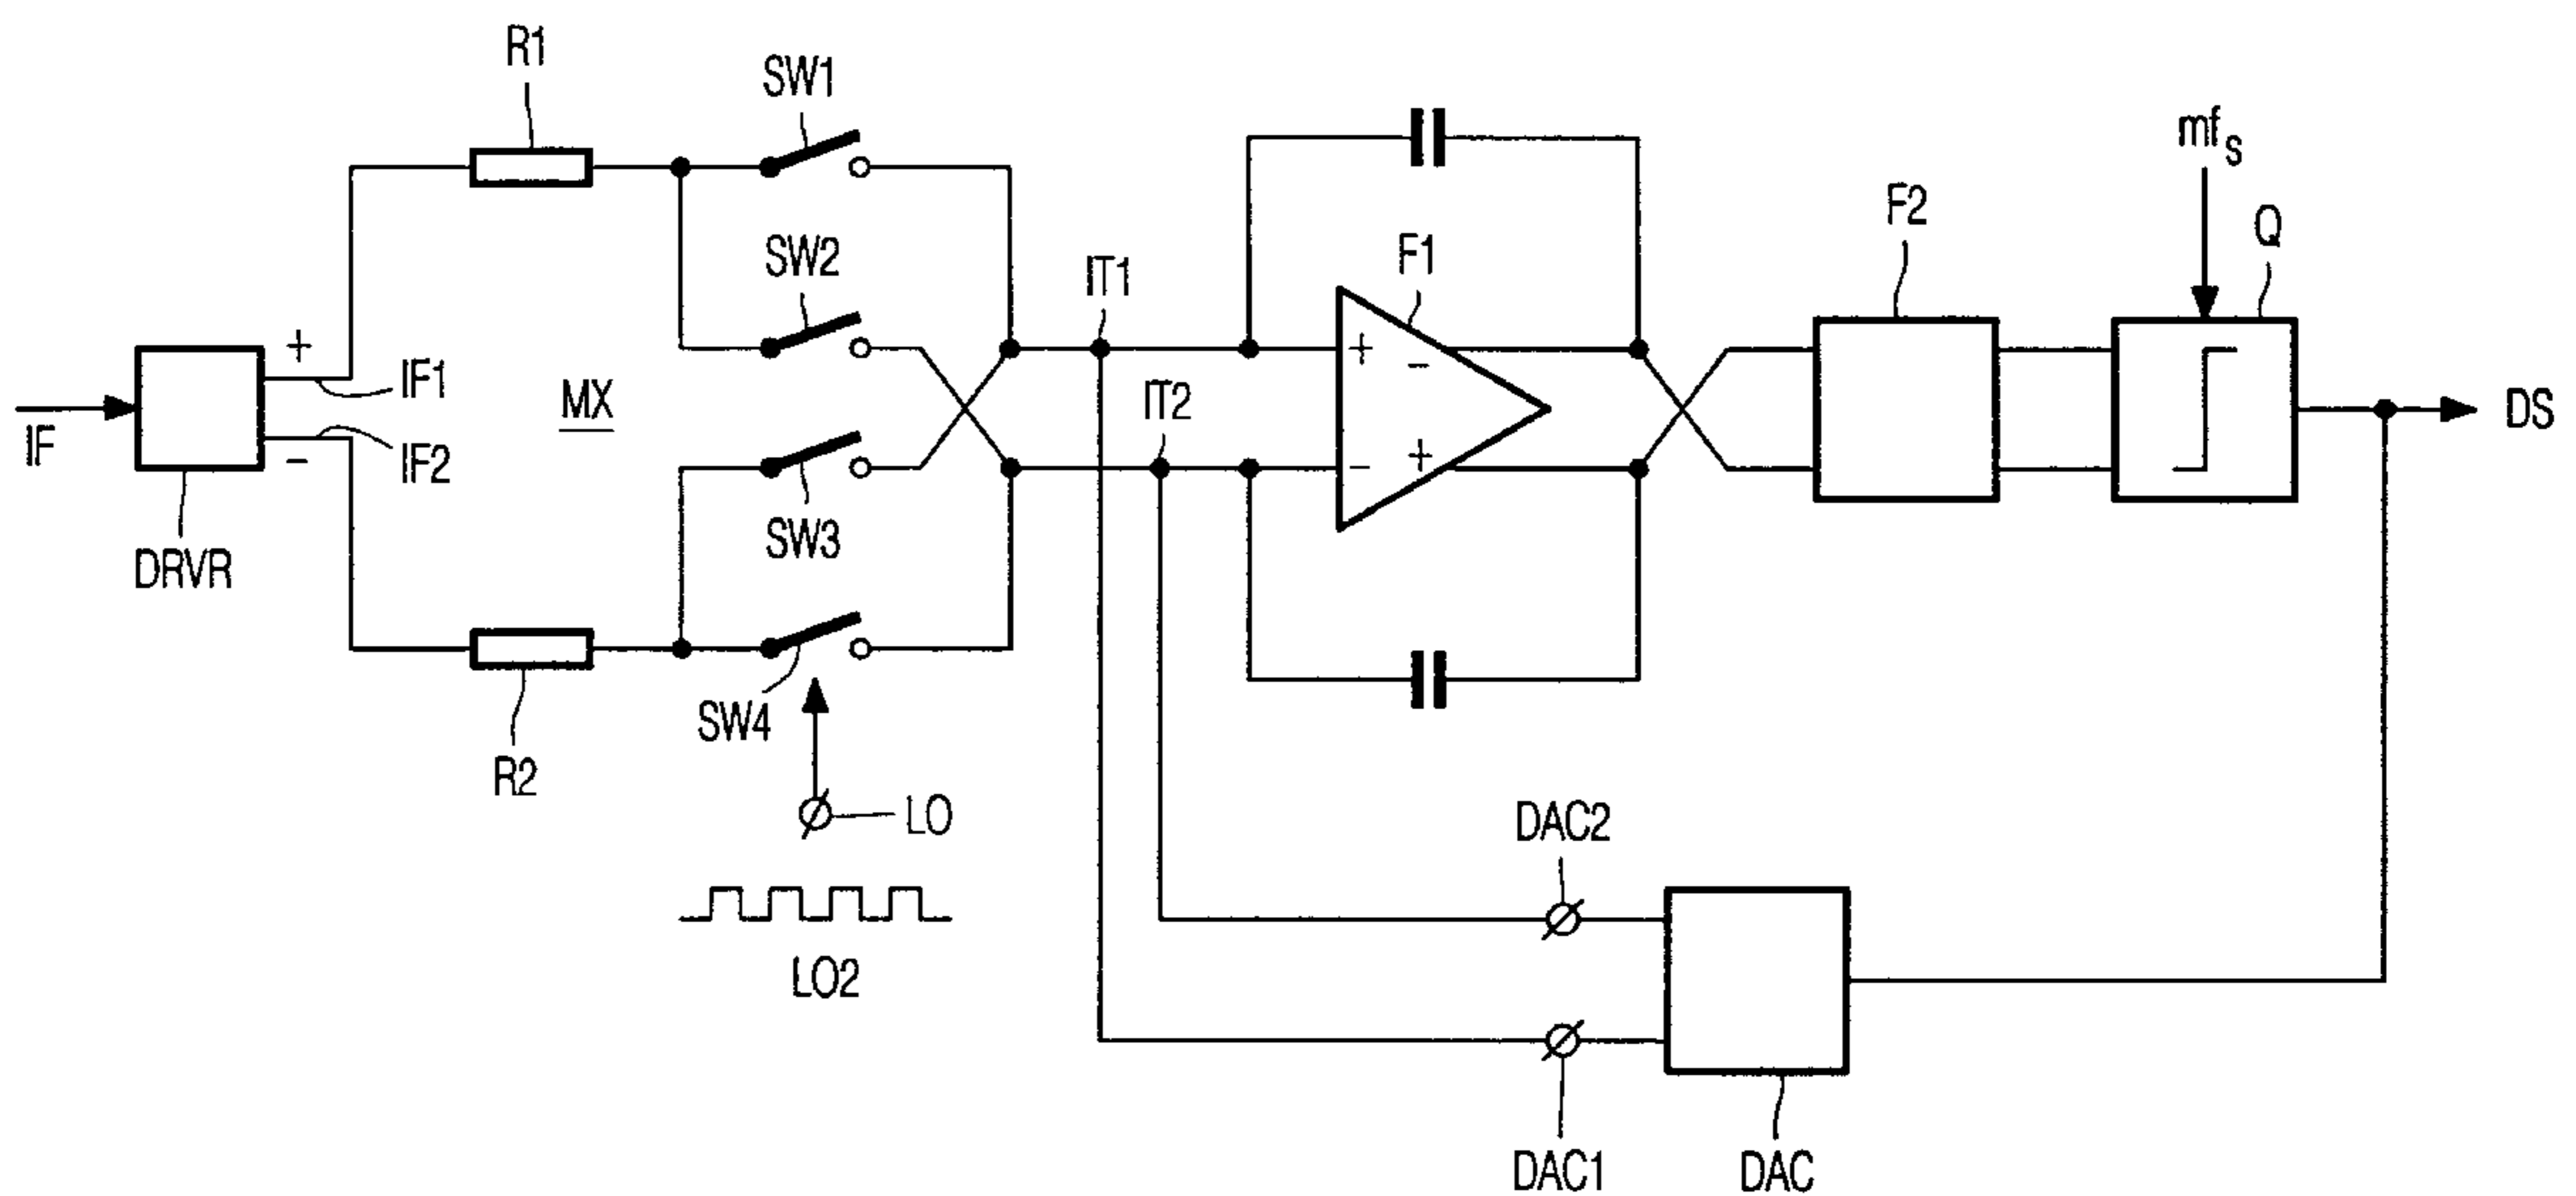 R1
SW1
mfs
F2
Q
SW2
F1
IT1
+
IF1
+
-
MX
IT2
IF
DS
-
IF2
-
+
SW3
DRVR
SW4
R2
LO
DAC2
LO2
DAC1
DAC